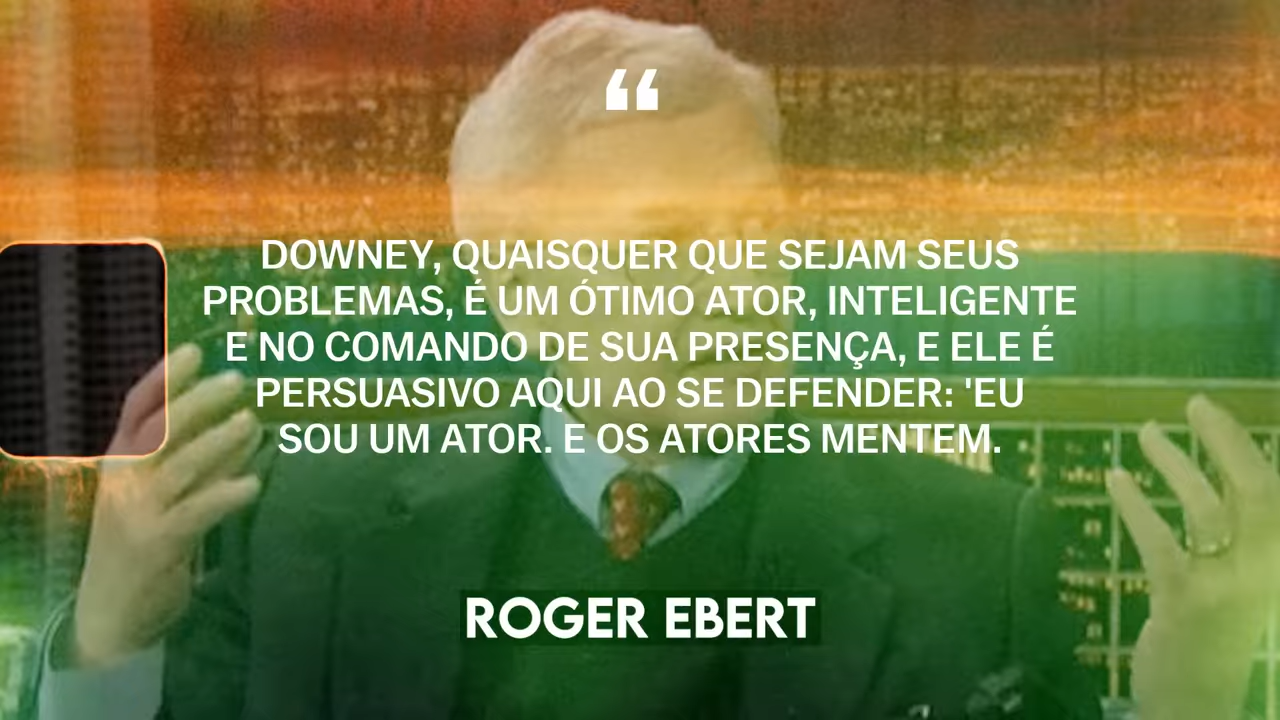 “
DOWNEY, QUAISQUER QUE SEJAM SEUS
PROBLEMAS, É UM ÓTIMO ATOR, INTELIGENTE
E NO COMANDO DE SUA PRESENÇA, E ELE É
PERSUASIVO AQUI AO SE DEFENDER: 'EU
SOU UM ATOR. E OS ATORES MENTEM.
ROGER EBERT